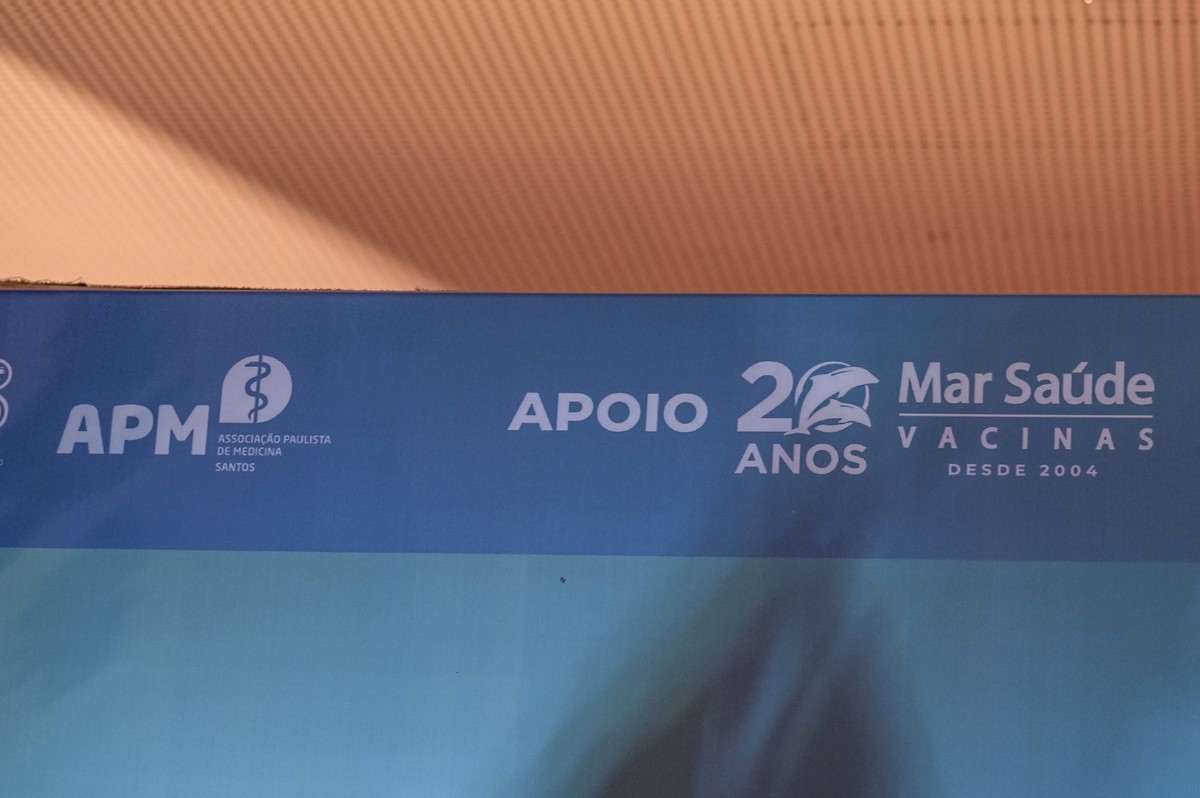 APM
ASSOCIAÇÃO PAULISTA
DE MEDICINA
SANTOS
APOIO
20
ANOS
Mar Saúde
VACINAS
DESDE 2004